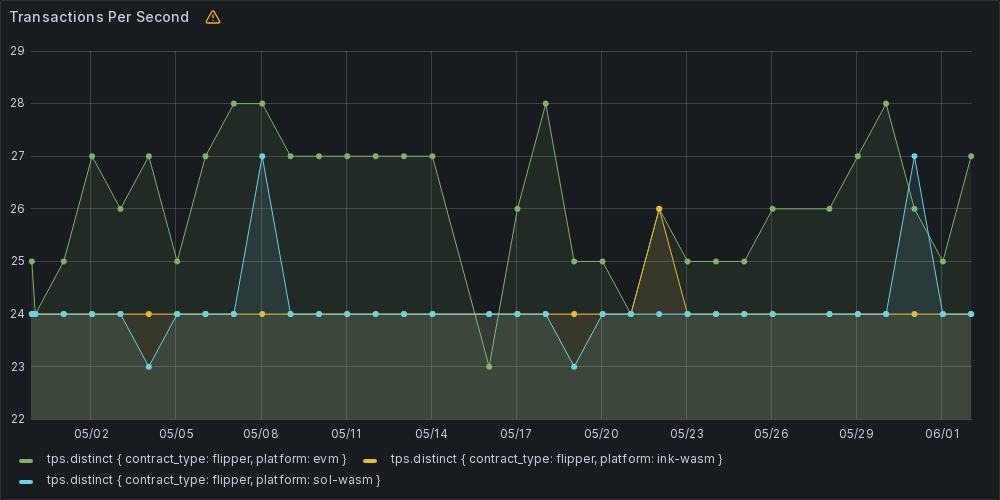 Transactions Per Second
29
28
27
26
25
24
23
22
05/02 05/05 05/08 05/11 05/14 05/17 05/20 05/23 05/26 05/29 06/01
tps.distinct { contract_type: flipper, platform: evm } tps.distinct { contract_type: flipper, platform: ink-wasm }
tps.distinct { contract_type: flipper, platform: sol-wasm }